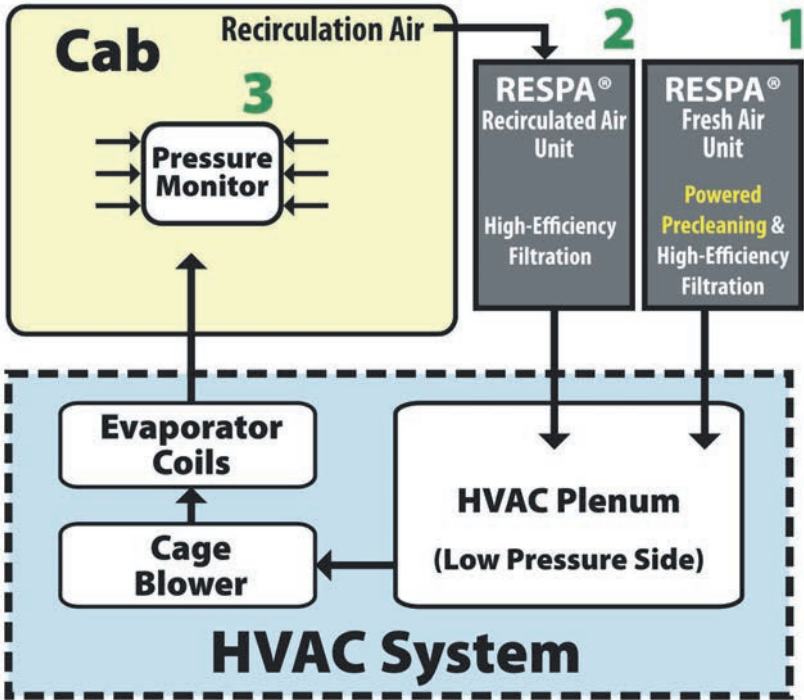 Cab
Recirculation Air
3
Pressure
Monitor
2
RESPA®
Recirculated Air
Unit
High-Efficiency
Filtration
1
RESPA®
Fresh Air
Unit
Powered
Precleaning &
High-Efficiency
Filtration
Evaporator
Coils
Cage
Blower
HVAC Plenum
(Low Pressure Side)
HVAC System